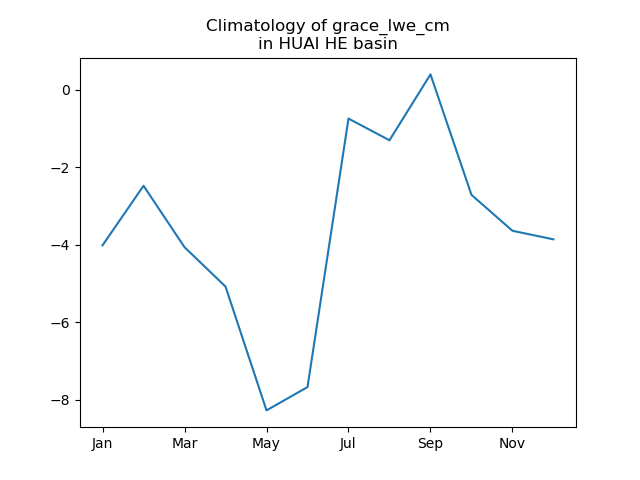 Climatology of grace_lwe_cm
in HUAI HE basin
0
−2
−4
−6
−8
Jan Mar May Jul Sep Nov